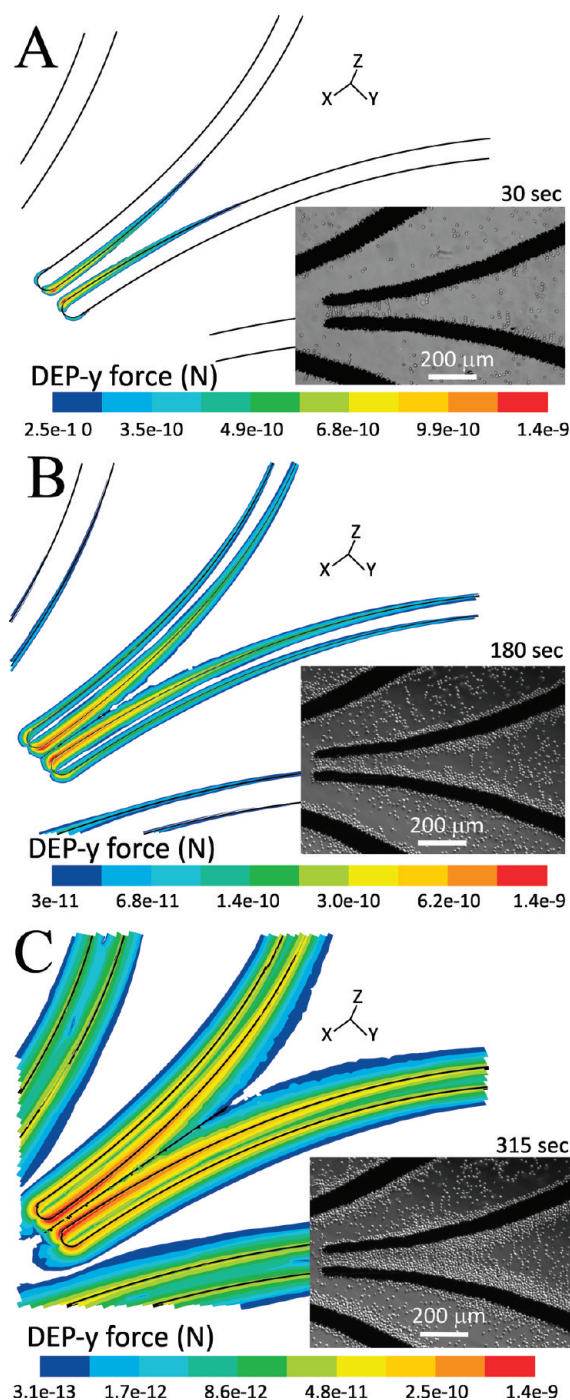 A
Z
X Y
30 sec
200 μm
DEP-y force (N)
2.5e-1 0 3.5e-10 4.9e-10 6.8e-10 9.9e-10 1.4e-9
B
Z
X Y
180 sec
200 μm
DEP-y force (N)
3e-11 6.8e-11 1.4e-10 3.0e-10 6.2e-10 1.4e-9
C
Z
X Y
315 sec
200 μm
DEP-y force (N)
3.1e-13 1.7e-12 8.6e-12 4.8e-11 2.5e-10 1.4e-9